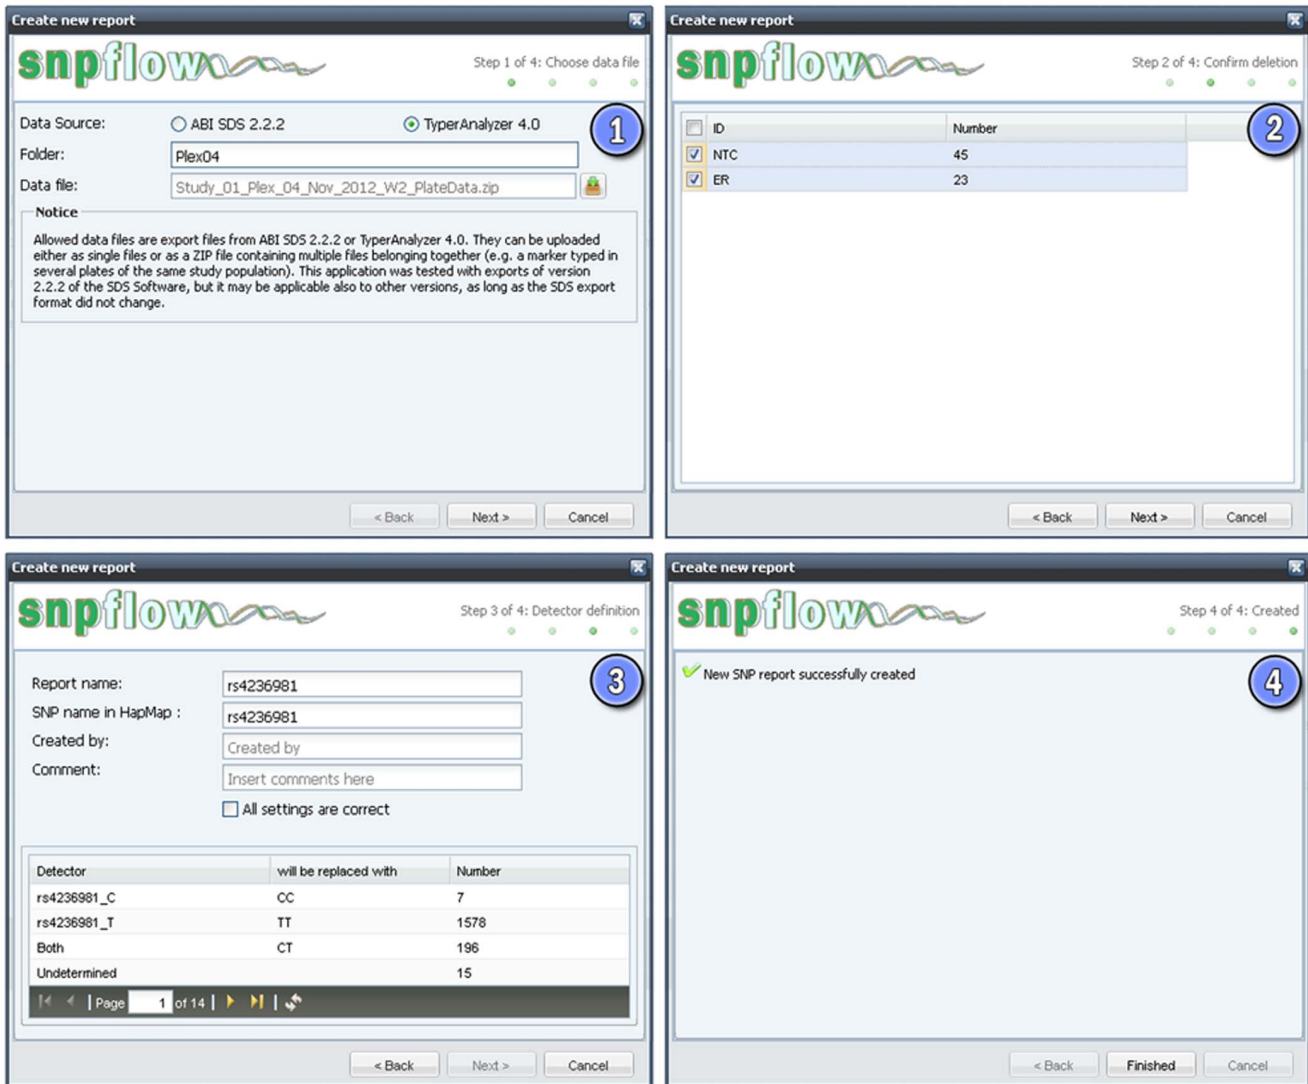 Create new report
snpflow
Step 1 of 4: Choose data file
Data Source: ABI SDS 2.2.2 TyperAnalyzer 4.0
1
Folder: Plex04
Data file: Study_01_Plex_04_Nov_2012_W2_PlateData.zip
Notice
Allowed data files are export files from ABI SDS 2.2.2 or TyperAnalyzer 4.0. They can be uploaded
either as single files or as a ZIP file containing multiple files belonging together (e.g. a marker typed in
several plates of the same study population). This application was tested with exports of version
2.2.2 of the SDS Software, but it may be applicable also to other versions, as long as the SDS export
format did not change.
< Back Next > Cancel
Create new report
snpflow
Step 2 of 4: Confirm deletion
2
ID Number
NTC 45
ER 23
< Back Next > Cancel
Create new report
snpflow
Step 3 of 4: Detector definition
3
Report name: rs4236981
SNP name in HapMap : rs4236981
Created by: Created by
Comment: Insert comments here
All settings are correct
Detector will be replaced with Number
rs4236981_C CC 7
rs4236981_T TT 1578
Both CT 196
Undetermined 15
Page 1 of 14
< Back Next > Cancel
Create new report
snpflow
Step 4 of 4: Created
4
New SNP report successfully created
< Back Finished Cancel